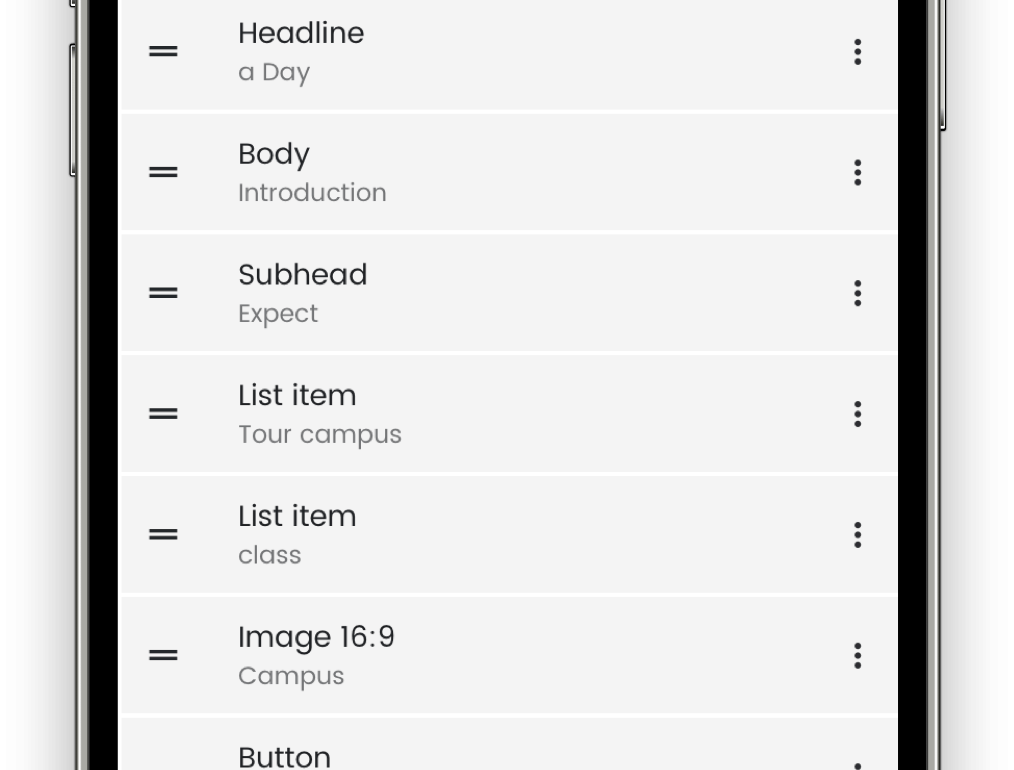 Headline
a Day
Body
Introduction
Subhead
Expect
List item
Tour campus
List item
class
Image 16:9
Campus
Button